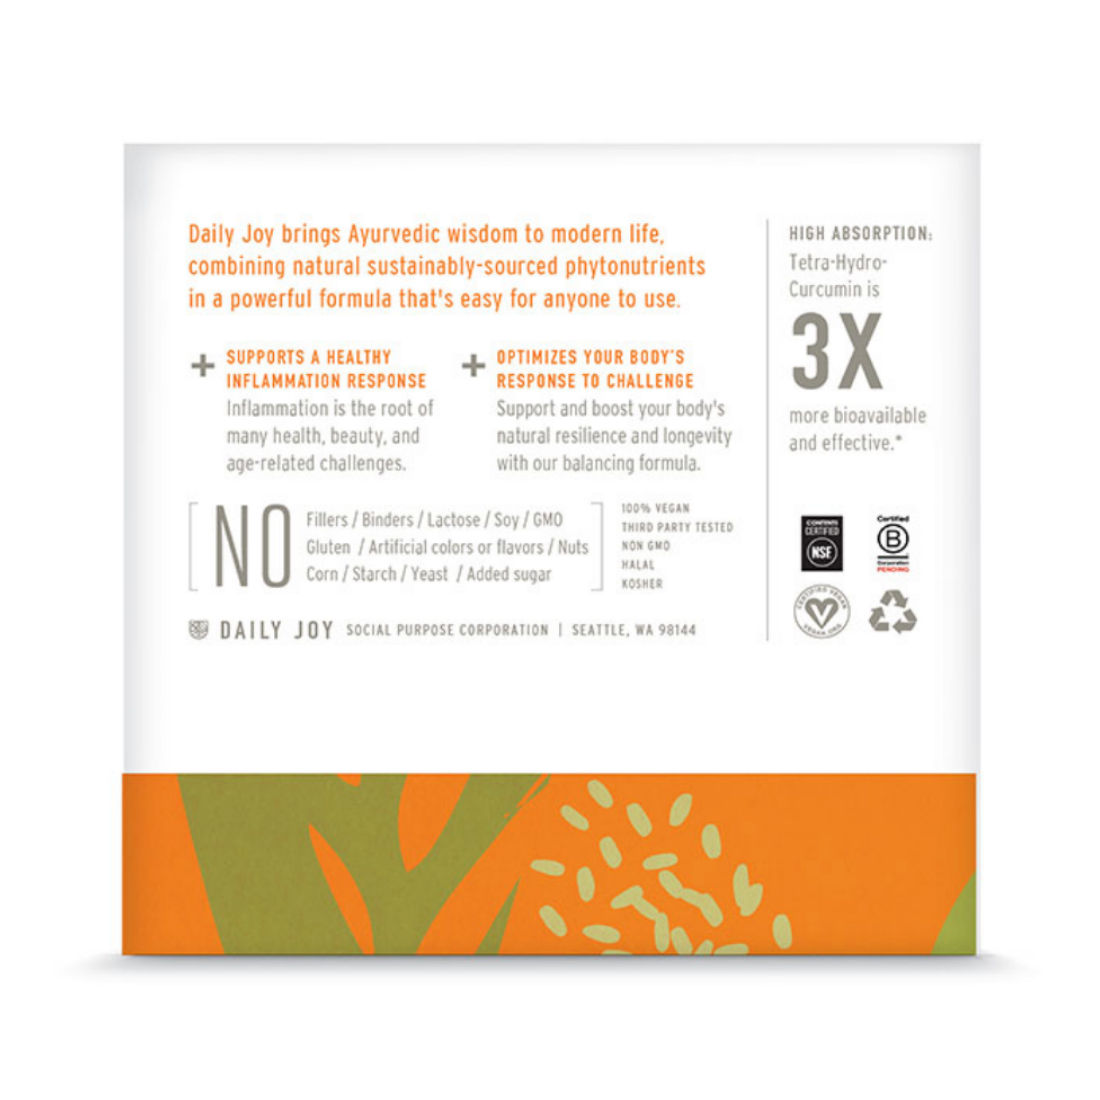 Daily Joy brings Ayurvedic wisdom to modern life,
combining natural sustainably-sourced phytonutrients
in a powerful formula that's easy for anyone to use.
+ SUPPORTS A HEALTHY
INFLAMMATION RESPONSE
Inflammation is the root of
many health, beauty, and
age-related challenges.
+ OPTIMIZES YOUR BODY'S
RESPONSE TO CHALLENGE
Support and boost your body's
natural resilience and longevity
with our balancing formula.
NO
Fillers / Binders / Lactose / Soy / GMO
Gluten / Artificial colors or flavors / Nuts
Corn / Starch / Yeast / Added sugar
100% VEGAN
THIRD PARTY TESTED
NON GMO
HALAL
KOSHER
DAILY JOY SOCIAL PURPOSE CORPORATION | SEATTLE, WA 98144
HIGH ABSORPTION:
Tetra-Hydro-
Curcumin is
3X
more bioavailable
and effective.*
CONTENTS
CERTIFIED
NSF
Certified
B
Corporation
PENDING
CERTIFIED VEGAN
VEGAN.ORG